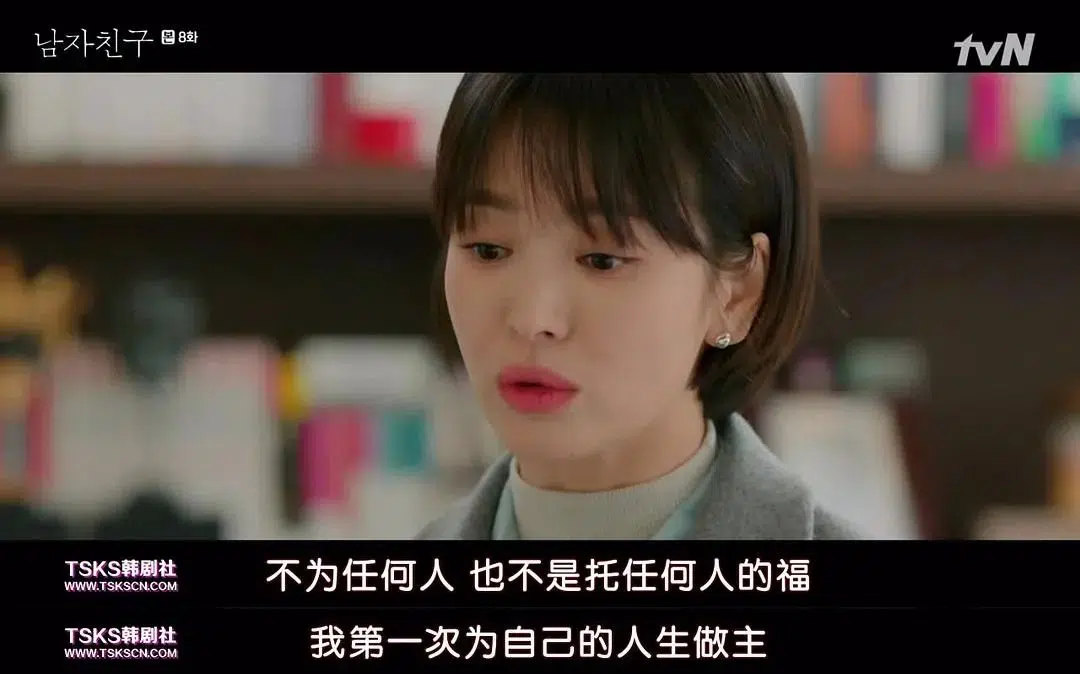 남자친구 본 8화
tvN
TSKS韩剧社
WWW.TSKSCN.COM
不为任何人 也不是托任何人的福
TSKS韩剧社
WWW.TSKSCN.COM
我第一次为自己的人生做主